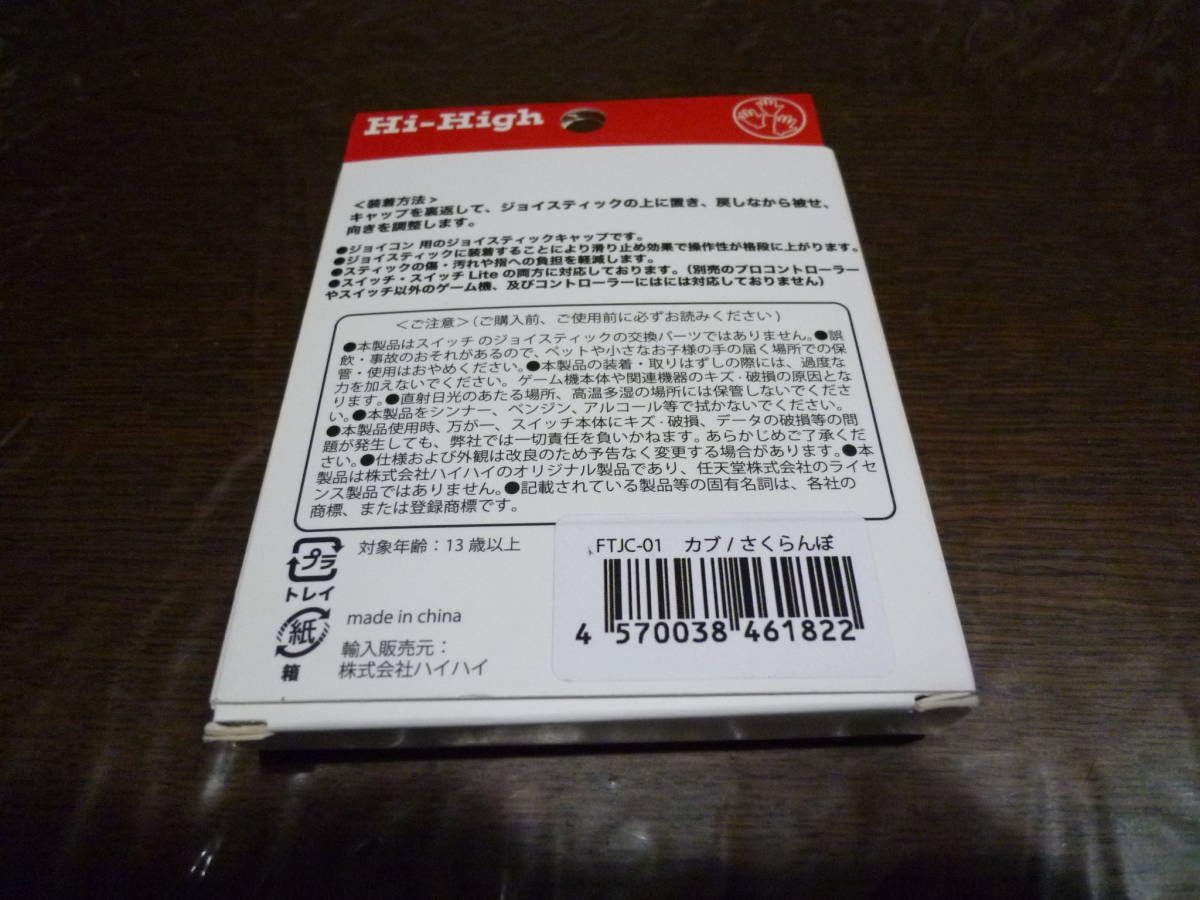 Hi-High
＜装着方法＞
キャップを裏返して、ジョイスティックの上に置き、戻しながら被せ、
向きを調整します。
●ジョイコン 用のジョイスティックキャップです。
●ジョイスティックに装着することにより滑り止め効果で操作性が格段に上がります。
●スティックの傷・汚れや指への負担を軽減します。
●スイッチ・スイッチ Lite の両方に対応しております。（別売のプロコントローラー
やスイッチ以外のゲーム機、及びコントローラーにはには対応しておりません）
＜ご注意＞（ご購入前、ご使用前に必ずお読みください）
●本製品はスイッチ のジョイスティックの交換パーツではありません。●誤
飲・事故のおそれがあるので、ペットや小さなお子様の手の届く場所での保
管・使用はおやめください。●本製品の装着・取りはずしの際には、過度な
力を加えないでください。ゲーム機本体や関連機器のキズ・破損の原因とな
ります。●直射日光のあたる場所、高温多湿の場所には保管しないでくださ
い。●本製品をシンナー、ベンジン、アルコール等で拭かないでください。
●本製品使用時、万が一、スイッチ本体にキズ・破損、データの破損等の問
題が発生しても、弊社では一切責任を負いかねます。あらかじめご了承くだ
さい。●仕様および外観は改良のため予告なく変更する場合があります。●本
製品は株式会社ハイハイのオリジナル製品であり、任天堂株式会社のライセ
ンス製品ではありません。●記載されている製品等の固有名詞は、各社の
商標、または登録商標です。
プラ
トレイ
対象年齢：13 歳以上
紙
箱
made in china
輸入販売元：
株式会社ハイハイ
FTJC-01 カブ / さくらんぼ
4 570038 461822